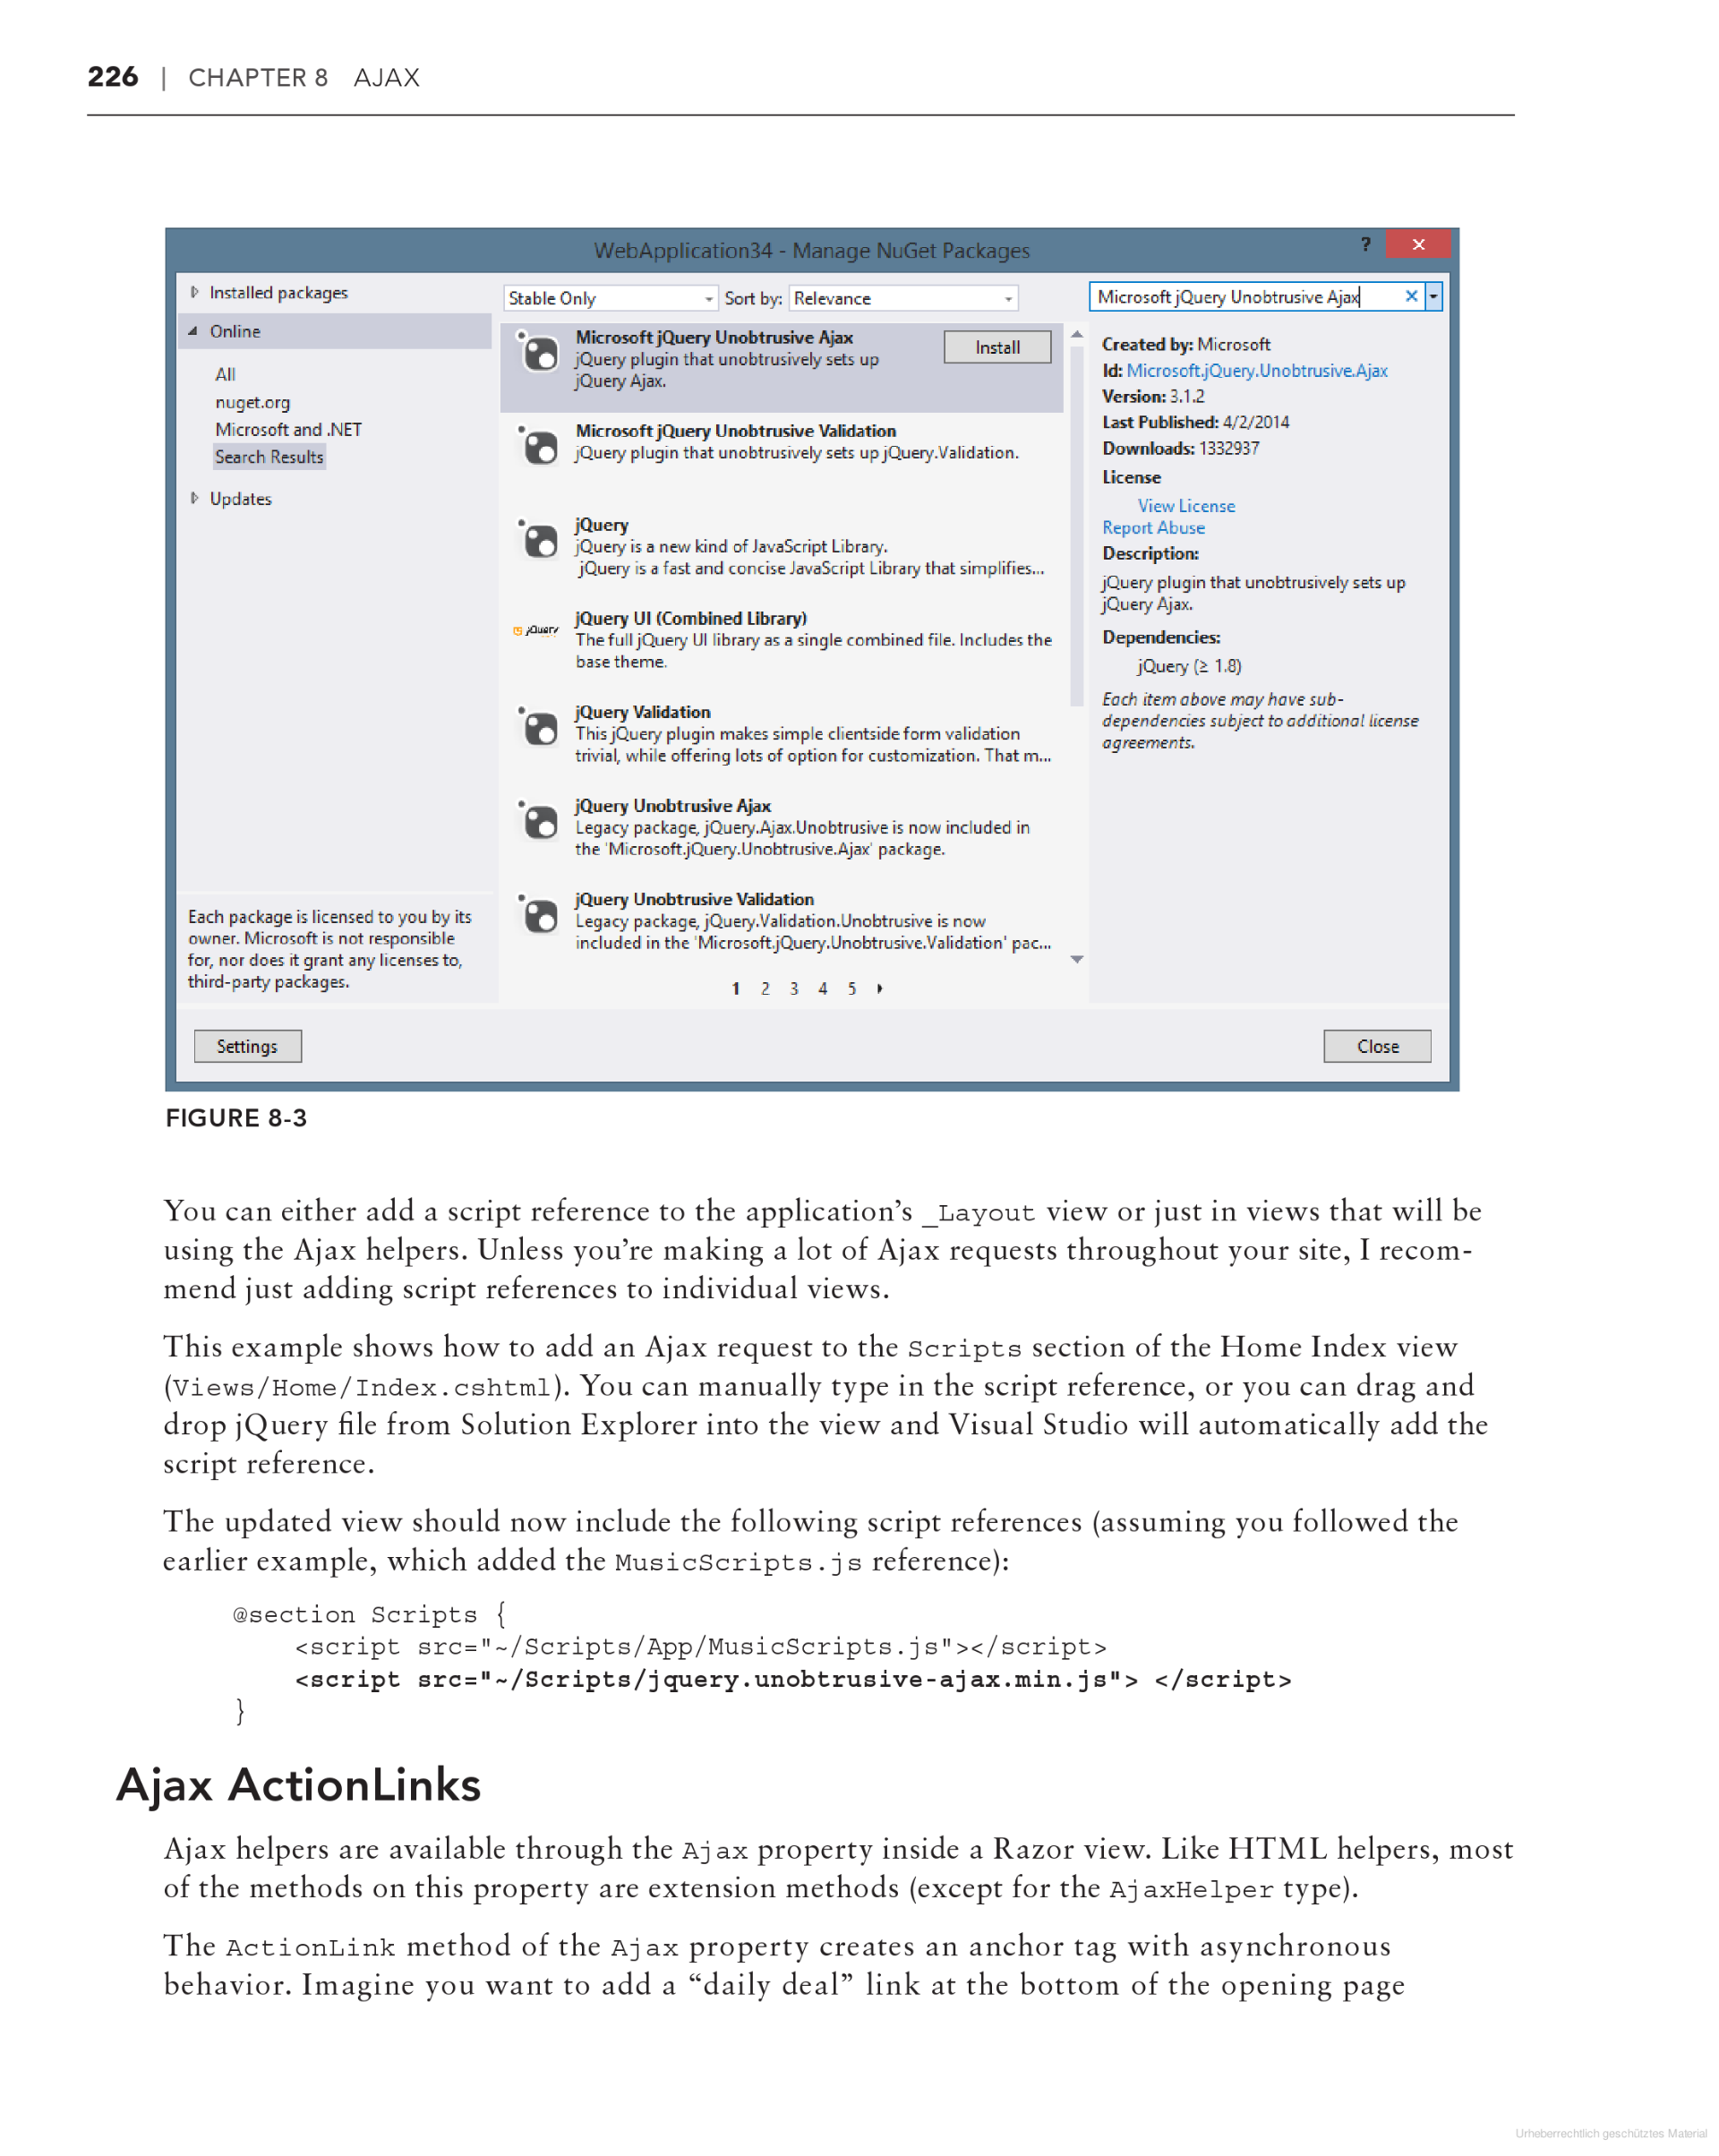 226 | CHAPTER 8 AJAX
WebApplication34 - Manage NuGet Packages
? ×
Installed packages
Online
All
nuget.org
Microsoft and .NET
Search Results
Updates
Each package is licensed to you by its
owner. Microsoft is not responsible
for, nor does it grant any licenses to,
third-party packages.
Stable Only Sort by: Relevance
Microsoft jQuery Unobtrusive Ajax
jQuery plugin that unobtrusively sets up
jQuery Ajax.
Install
Microsoft jQuery Unobtrusive Validation
jQuery plugin that unobtrusively sets up jQuery.Validation.
jQuery
jQuery is a new kind of JavaScript Library.
jQuery is a fast and concise JavaScript Library that simplifies...
jQuery
jQuery UI (Combined Library)
The full jQuery UI library as a single combined file. Includes the
base theme.
jQuery Validation
This jQuery plugin makes simple clientside form validation
trivial, while offering lots of option for customization. That m...
jQuery Unobtrusive Ajax
Legacy package, jQuery.Ajax.Unobtrusive is now included in
the 'Microsoft.jQuery.Unobtrusive.Ajax' package.
jQuery Unobtrusive Validation
Legacy package, jQuery.Validation.Unobtrusive is now
included in the 'Microsoft.jQuery.Unobtrusive.Validation' pac...
1 2 3 4 5
Microsoft jQuery Unobtrusive Ajax ×
Created by: Microsoft
Id: Microsoft.jQuery.Unobtrusive.Ajax
Version: 3.1.2
Last Published: 4/2/2014
Downloads: 1332937
License
View License
Report Abuse
Description:
jQuery plugin that unobtrusively sets up
jQuery Ajax.
Dependencies:
jQuery (≥ 1.8)
Each item above may have sub-
dependencies subject to additional license
agreements.
Settings
Close
FIGURE 8-3
You can either add a script reference to the application’s _Layout view or just in views that will be
using the Ajax helpers. Unless you’re making a lot of Ajax requests throughout your site, I recom-
mend just adding script references to individual views.
This example shows how to add an Ajax request to the Scripts section of the Home Index view
(Views/Home/Index.cshtml). You can manually type in the script reference, or you can drag and
drop jQuery file from Solution Explorer into the view and Visual Studio will automatically add the
script reference.
The updated view should now include the following script references (assuming you followed the
earlier example, which added the MusicScripts.js reference):
@section Scripts {
<script src="~/Scripts/App/MusicScripts.js"></script>
<script src="~/Scripts/jquery.unobtrusive-ajax.min.js"> </script>
}
Ajax ActionLinks
Ajax helpers are available through the Ajax property inside a Razor view. Like HTML helpers, most
of the methods on this property are extension methods (except for the AjaxHelper type).
The ActionLink method of the Ajax property creates an anchor tag with asynchronous
behavior. Imagine you want to add a “daily deal” link at the bottom of the opening page
Urheberrechtlich geschütztes Material